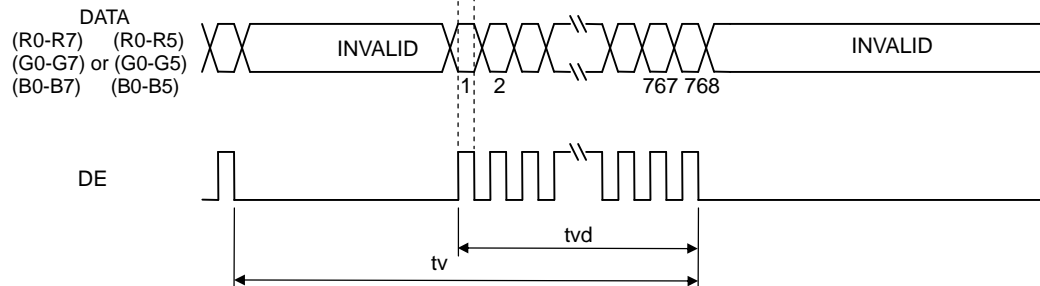 DATA
(R0-R7) (R0-R5)
(G0-G7) or (G0-G5)
(B0-B7) (B0-B5)
INVALID
INVALID
1 2 767 768
DE
tvd
tv